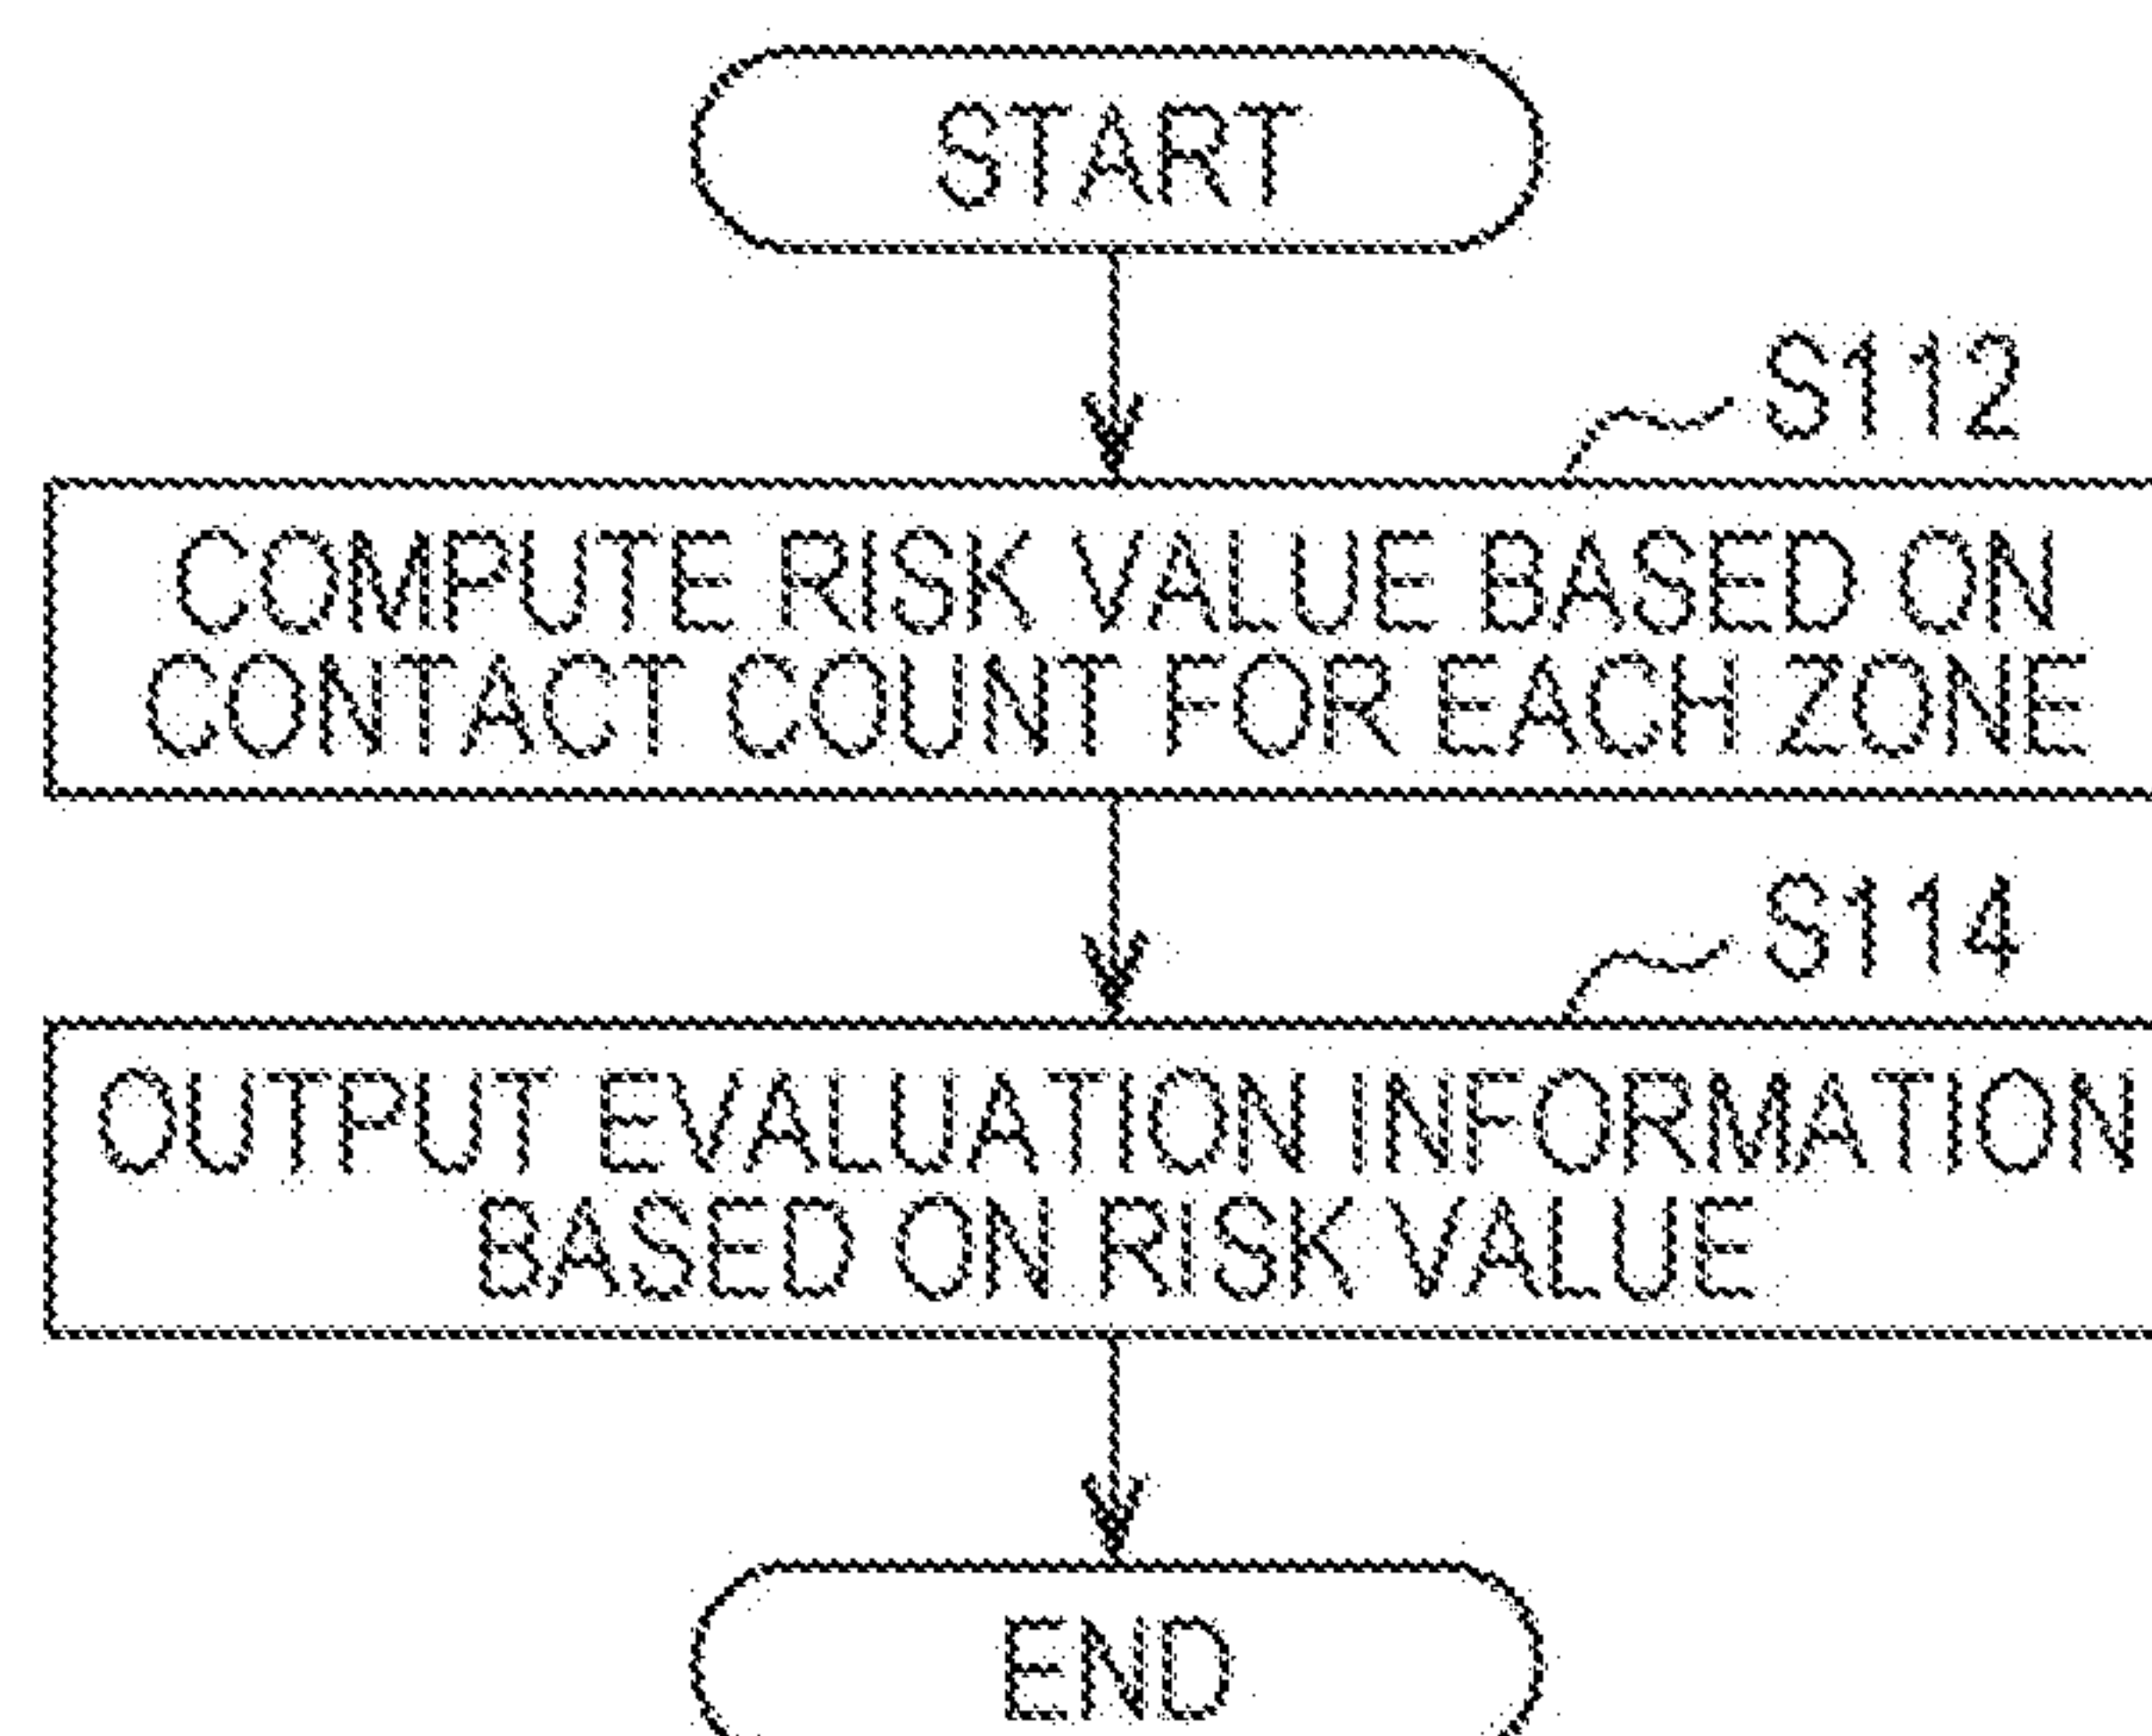 START
S112
COMPUTE RISK VALUE BASED ON
CONTACT COUNT FOR EACH ZONE
S114
OUTPUT EVALUATION INFORMATION
BASED ON RISK VALUE
END